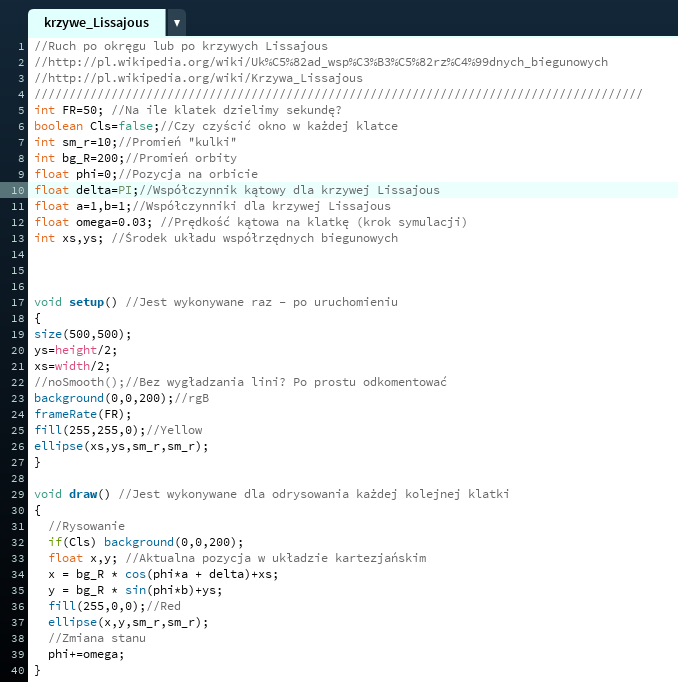 krzywe_Lissajous ▼
1 //Ruch po okręgu lub po krzywych Lissajous
2 //http://pl.wikipedia.org/wiki/Uk%C5%82ad_wsp%C3%B3%C5%82rz%C4%99dnych_biegunowych
3 //http://pl.wikipedia.org/wiki/Krzywa_Lissajous
4 ///////////////////////////////////////////////////////////////////////////////////////
5 int FR=50; //Na ile klatek dzielimy sekundę?
6 boolean Cls=false;//Czy czyścić okno w każdej klatce
7 int sm_r=10;//Promień "kulki"
8 int bg_R=200;//Promień orbity
9 float phi=0;//Pozycja na orbicie
10 float delta=PI;//Współczynnik kątowy dla krzywej Lissajous
11 float a=1,b=1;//Współczynniki dla krzywej Lissajous
12 float omega=0.03; //Prędkość kątowa na klatkę (krok symulacji)
13 int xs,ys; //Środek układu współrzędnych biegunowych
14
15
16
17 void setup() //Jest wykonywane raz – po uruchomieniu
18 {
19 size(500,500);
20 ys=height/2;
21 xs=width/2;
22 //noSmooth();//Bez wygładzania lini? Po prostu odkomentować
23 background(0,0,200);//rgB
24 frameRate(FR);
25 fill(255,255,0);//Yellow
26 ellipse(xs,ys,sm_r,sm_r);
27 }
28
29 void draw() //Jest wykonywane dla odrysowania każdej kolejnej klatki
30 {
31   //Rysowanie
32   if(Cls) background(0,0,200);
33   float x,y; //Aktualna pozycja w układzie kartezjańskim
34   x = bg_R * cos(phi*a + delta)+xs;
35   y = bg_R * sin(phi*b)+ys;
36   fill(255,0,0);//Red
37   ellipse(x,y,sm_r,sm_r);
38   //Zmiana stanu
39   phi+=omega;
40 }